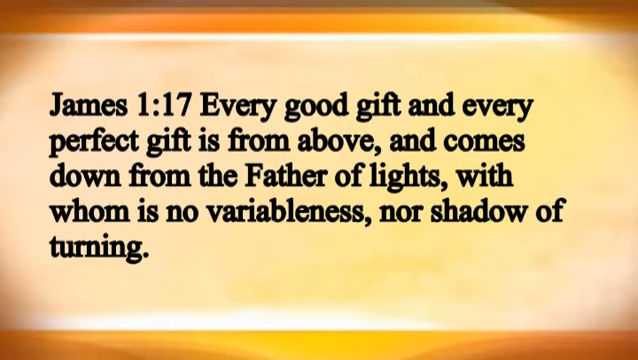 James 1:17 Every good gift and every
perfect gift is from above, and comes
down from the Father of lights, with
whom is no variableness, nor shadow of
turning.